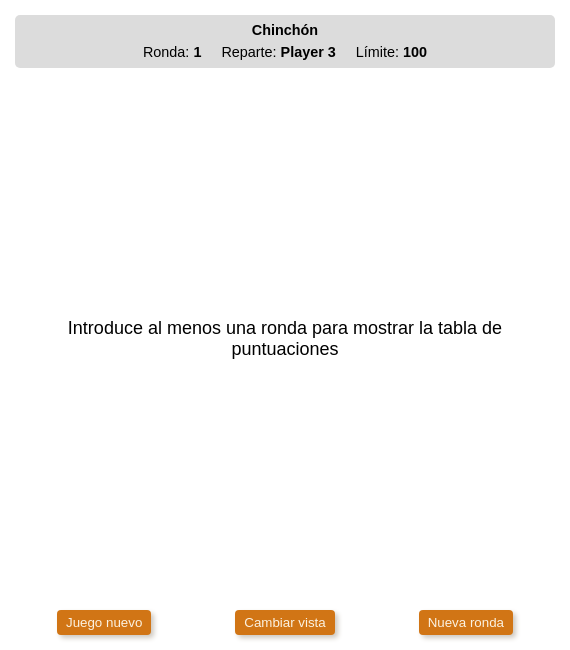 Chinchón
Ronda: 1 Reparte: Player 3 Límite: 100
Introduce al menos una ronda para mostrar la tabla de
puntuaciones
Juego nuevo Cambiar vista Nueva ronda